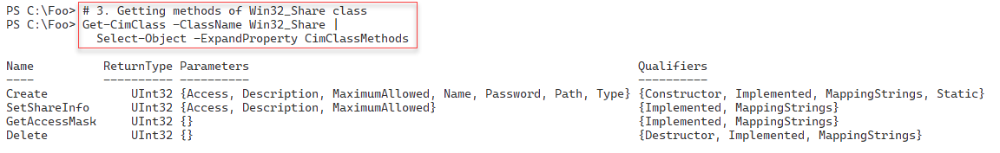 PS C:\Foo> # 3. Getting methods of Win32_Share class
PS C:\Foo> Get-CimClass -ClassName Win32_Share |
             Select-Object -ExpandProperty CimClassMethods
Name          ReturnType Parameters                                                        Qualifiers
----          ---------- ----------                                                        ----------
Create            UInt32 {Access, Description, MaximumAllowed, Name, Password, Path, Type} {Constructor, Implemented, MappingStrings, Static}
SetShareInfo      UInt32 {Access, Description, MaximumAllowed}                             {Implemented, MappingStrings}
GetAccessMask     UInt32 {}                                                                {Implemented, MappingStrings}
Delete            UInt32 {}                                                                {Destructor, Implemented, MappingStrings}